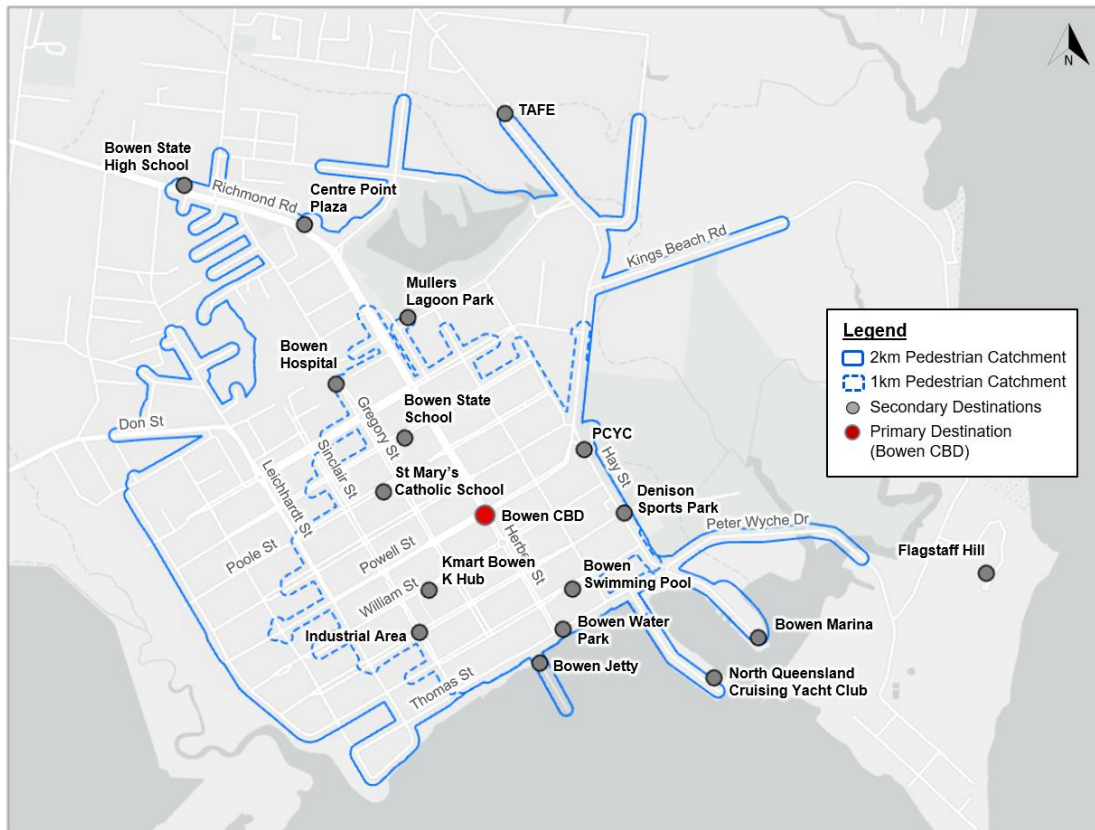 N
TAFE
Bowen State
High School
Richmond Rd
Centre Point
Plaza
Kings Beach Rd
Mullers
Lagoon Park
Legend
2km Pedestrian Catchment
1km Pedestrian Catchment
Secondary Destinations
Primary Destination
(Bowen CBD)
Bowen
Hospital
Don St
Gregory St
Bowen State
School
Sinclair St
PCYC
Hay St
Leichhardt St
St Mary's
Catholic School
Denison
Sports Park
Bowen CBD
Peter Wyche Dr
Poole St
Powell St
Herbert St
Flagstaff Hill
Kmart Bowen
K Hub
Bowen
Swimming Pool
William St
Industrial Area
Bowen Water
Park
Bowen Marina
Bowen Jetty
Thomas St
North Queensland
Cruising Yacht Club